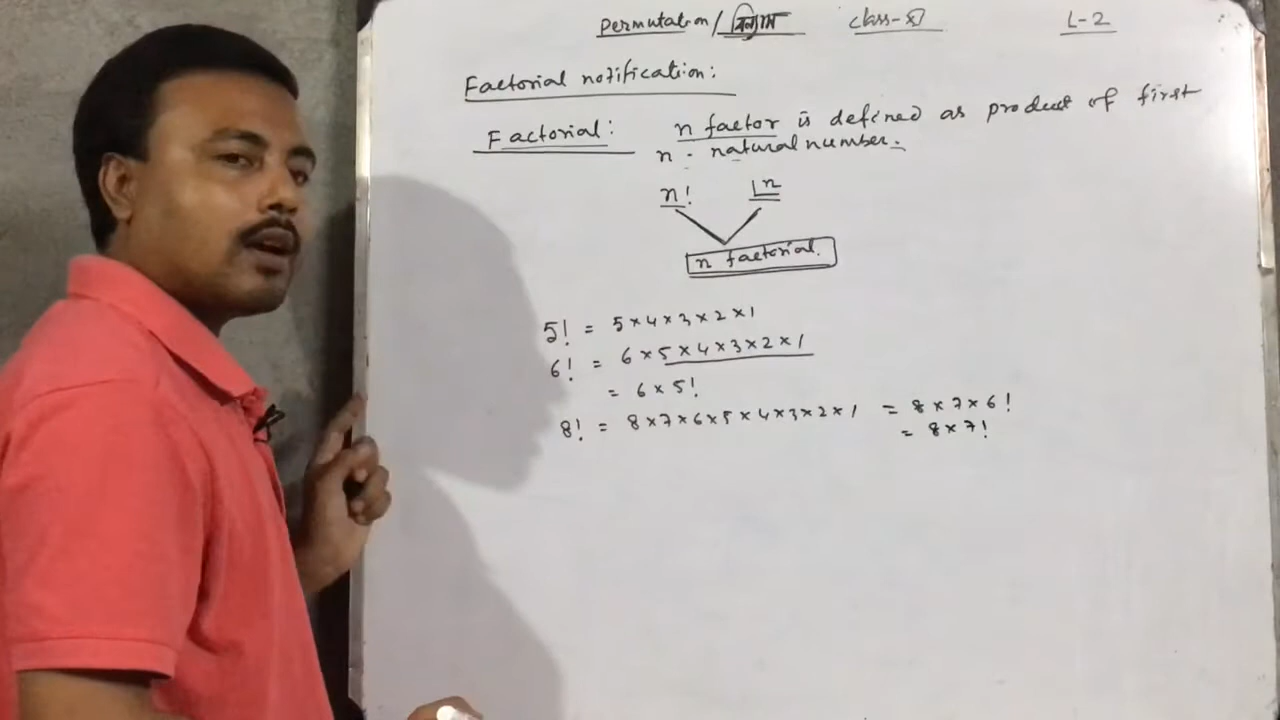 Permutation/ বিন্যাস class-XI L-2
Factorial notification:
Factorial: n factor is defined as product of first
n - natural number.
n! ⌊n
n factorial.
5! = 5×4×3×2×1
6! = 6×5×4×3×2×1
= 6×5!
8! = 8×7×6×5×4×3×2×1 = 8×7×6!
= 8×7!